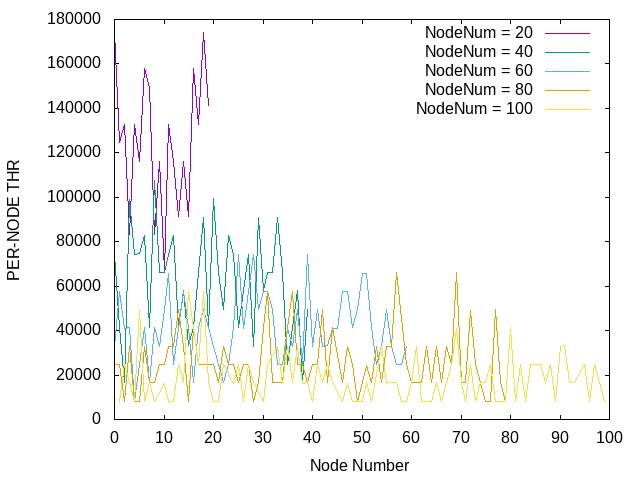 180000
160000
140000
120000
100000
80000
60000
40000
20000
0
PER-NODE THR
NodeNum = 20
NodeNum = 40
NodeNum = 60
NodeNum = 80
NodeNum = 100
0 10 20 30 40 50 60 70 80 90 100
Node Number